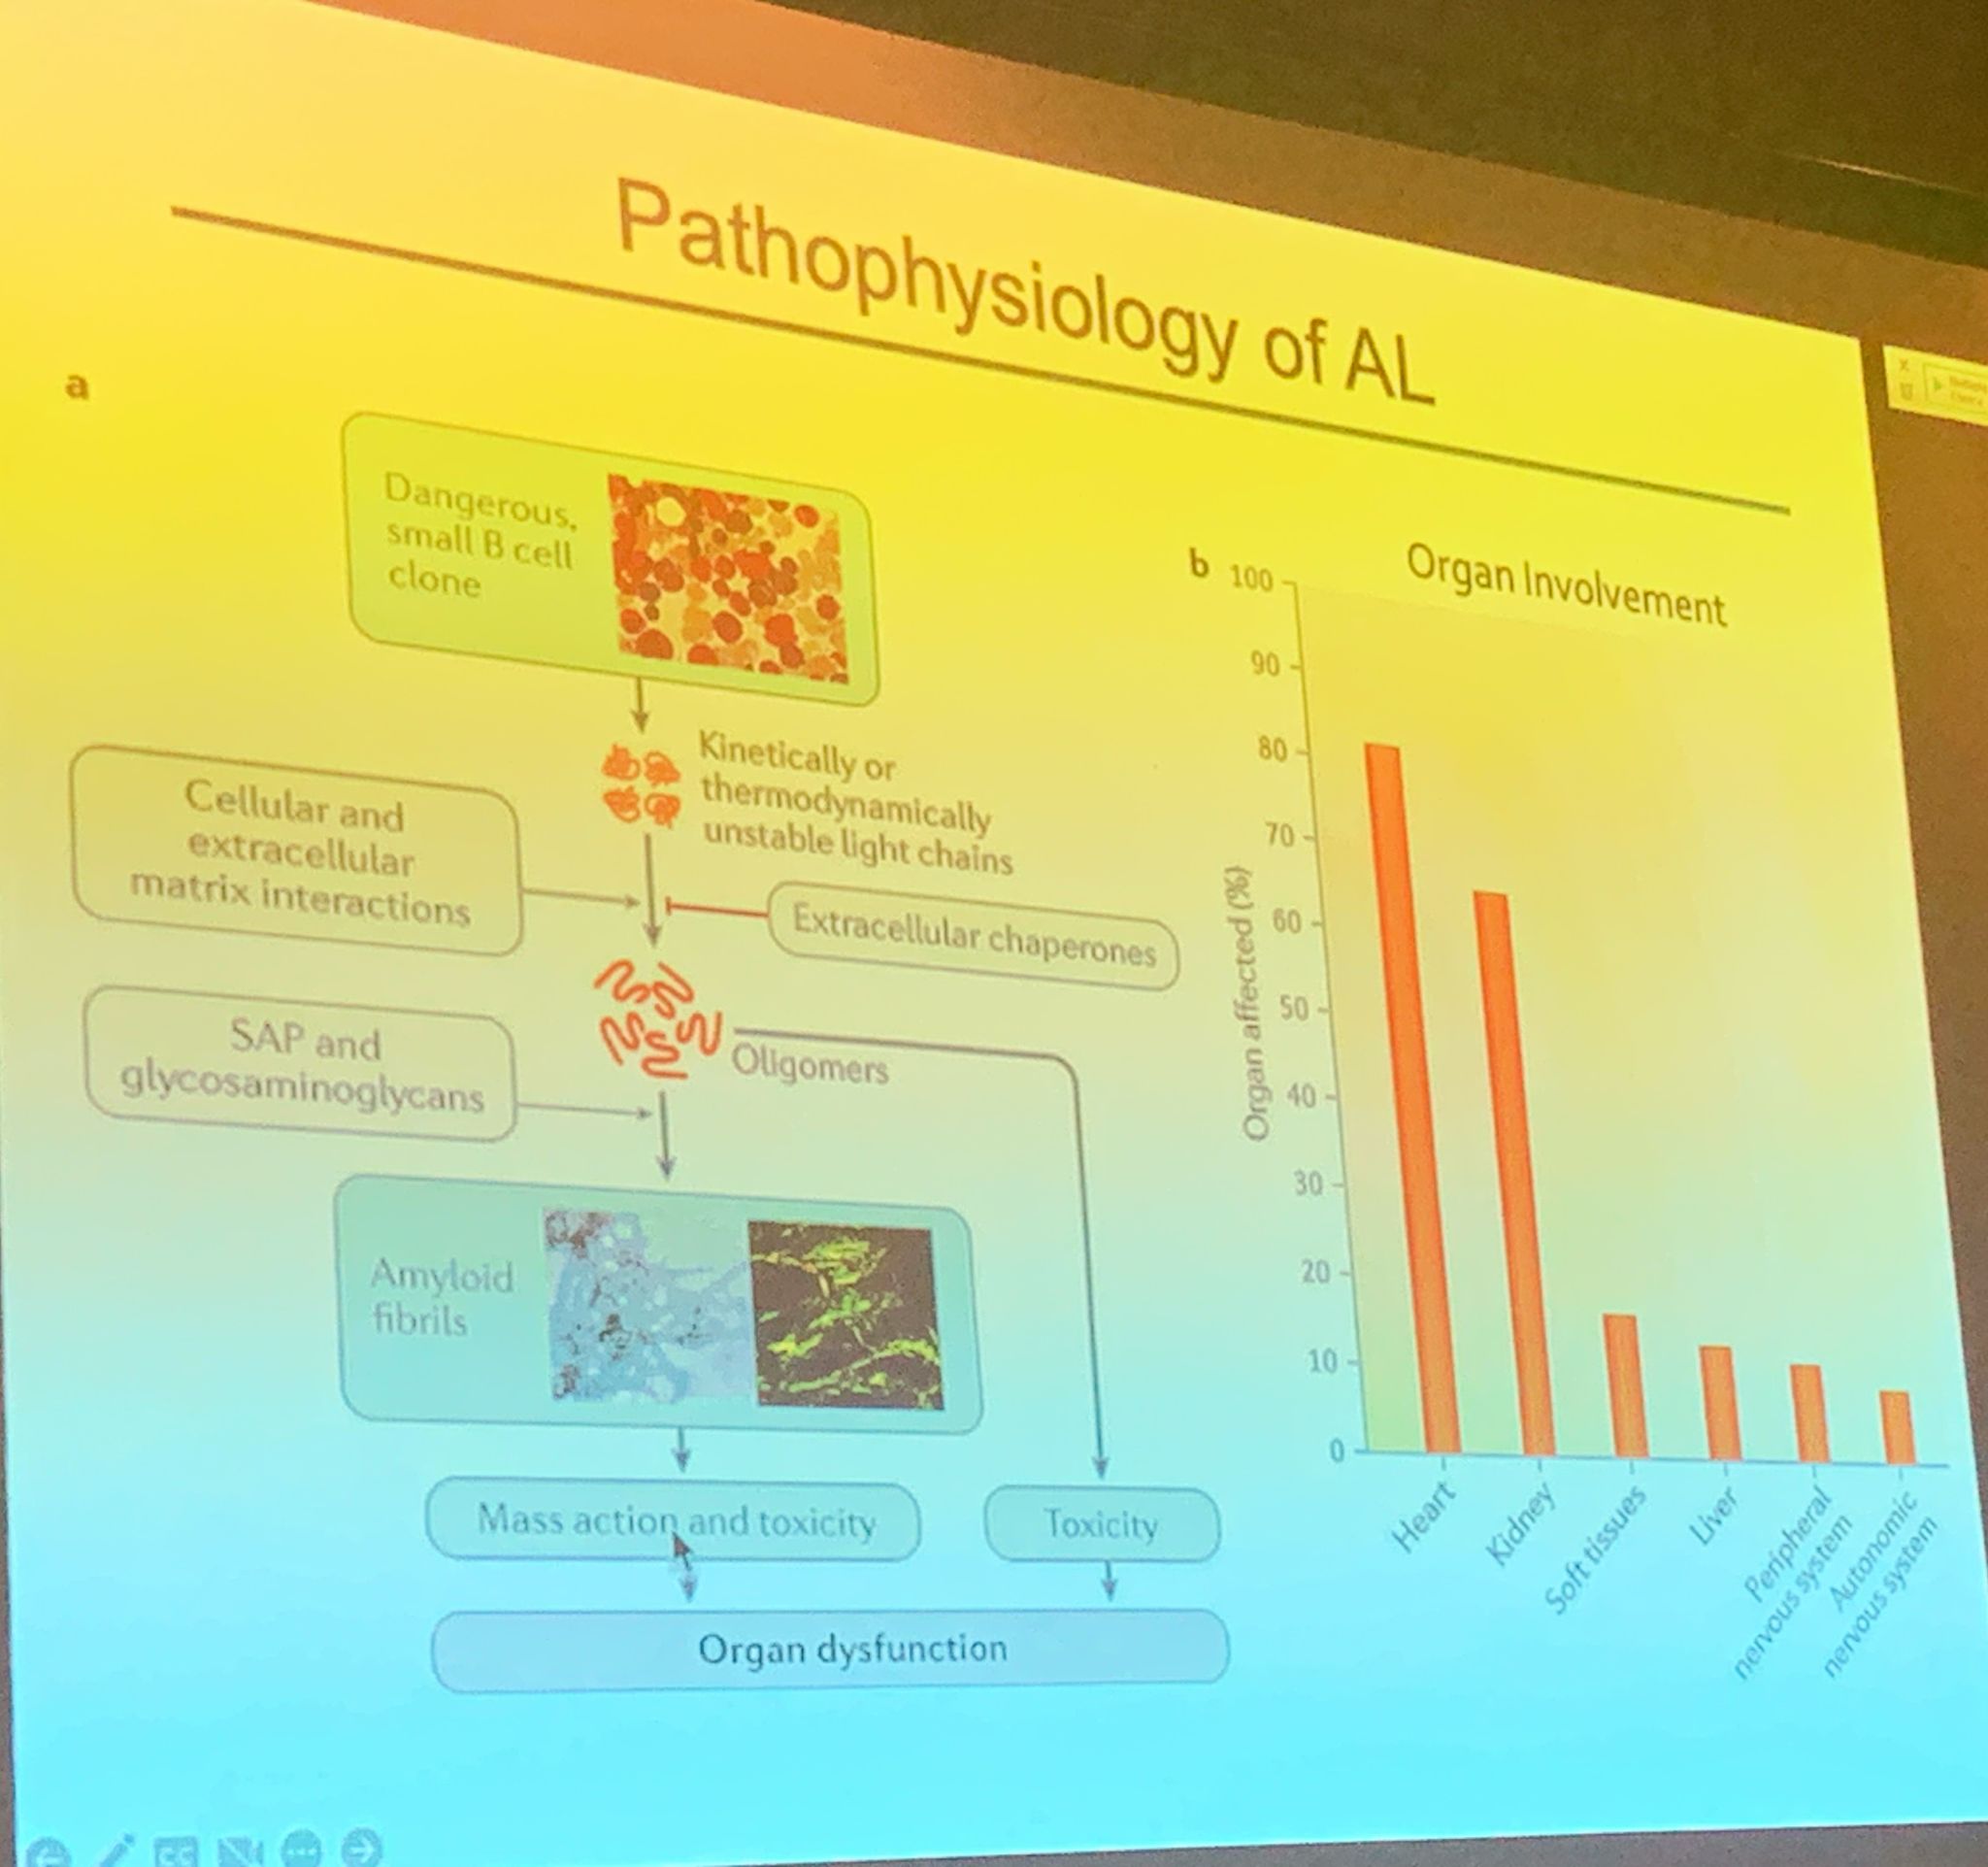 Pathophysiology of AL
a
Dangerous,
small B cell
clone
Kinetically or
thermodynamically
unstable light chains
Cellular and
extracellular
matrix interactions
Extracellular chaperones
SAP and
glycosaminoglycans
Oligomers
Amyloid
fibrils
Mass action and toxicity
Toxicity
Organ dysfunction
b
Organ Involvement
Organ affected (%)
100
90
80
70
60
50
40
30
20
10
0
Heart
Kidney
Soft tissues
Liver
Peripheral
nervous system
Autonomic
nervous system